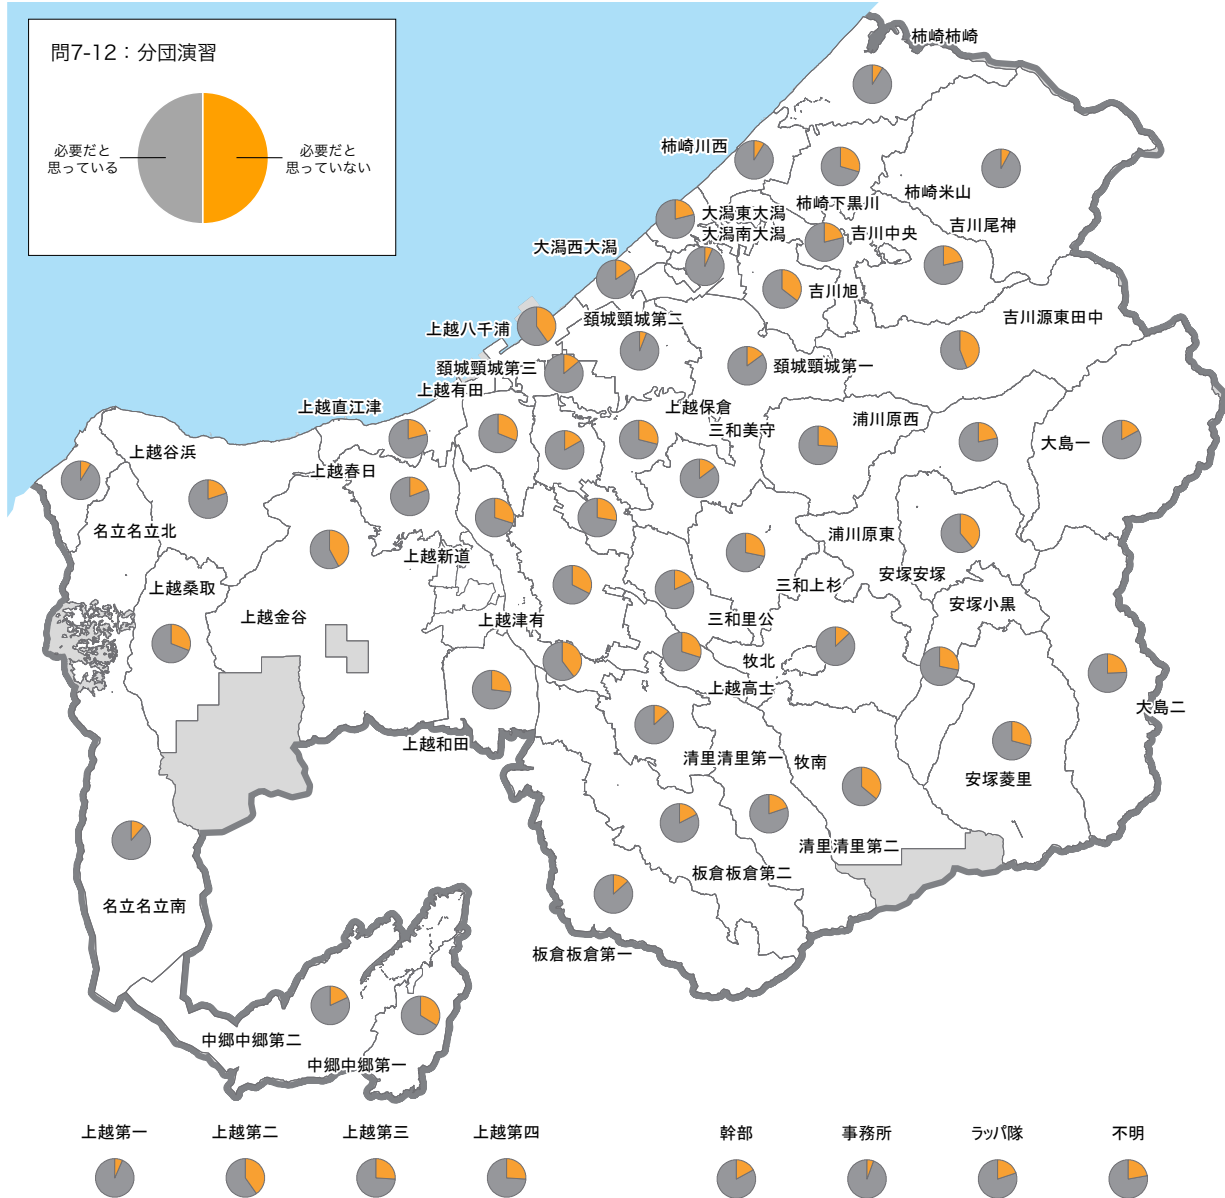 問7-12：分団演習
必要だと
思っている
必要だと
思っていない
柿崎柿崎
柿崎川西
柿崎下黒川
柿崎米山
大潟東大潟
大潟南大潟
吉川中央
吉川尾神
大潟西大潟
吉川旭
吉川源東田中
上越八千浦
頚城頸城第二
頚城頸城第三
頚城頸城第一
上越有田
上越直江津
上越保倉
三和美守
浦川原西
大島一
上越谷浜
上越春日
名立名立北
上越新道
浦川原東
安塚安塚
三和上杉
上越桑取
上越金谷
上越津有
三和里公
安塚小黒
牧北
上越高士
大島二
上越和田
清里清里第一
牧南
安塚菱里
清里清里第二
板倉板倉第二
名立名立南
板倉板倉第一
中郷中郷第二
中郷中郷第一
上越第一
上越第二
上越第三
上越第四
幹部
事務所
ラッパ隊
不明